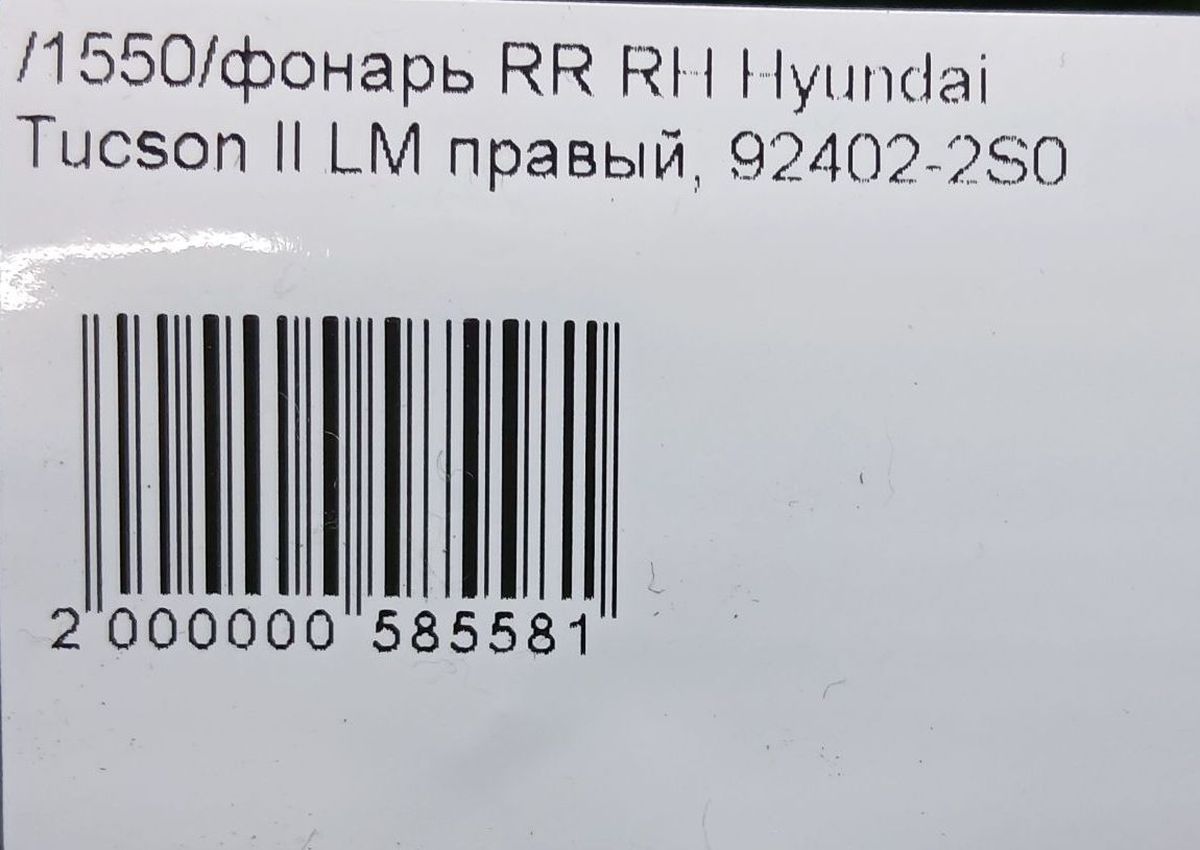 /1550/фонарь RR RH Hyundai
Tucson II LM правый, 92402-2S0
2 000000 585581